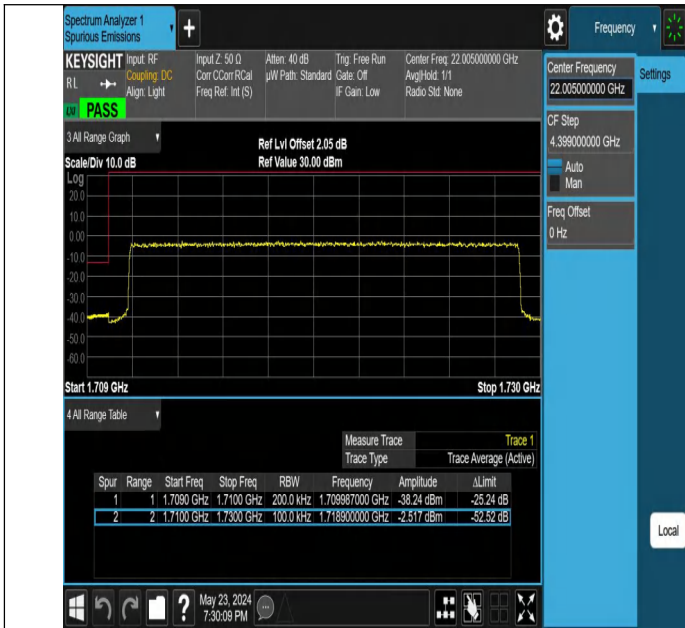 Spectrum Analyzer 1
Spurious Emissions
Frequency
KEYSIGHT
Input: RF
Coupling: DC
Align: Light
Input Z: 50 Ω
Corr CCorr RCal
Freq Ref: Int (S)
Atten: 40 dB
µW Path: Standard
Trig: Free Run
Gate: Off
IF Gain: Low
Center Freq: 22.005000000 GHz
Avg|Hold: 1/1
Radio Std: None
RL
PASS
Center Frequency
22.005000000 GHz
Settings
CF Step
4.399000000 GHz
Auto
Man
Freq Offset
0 Hz
Local
3 All Range Graph
Ref Lvl Offset 2.05 dB
Scale/Div 10.0 dB
Ref Value 30.00 dBm
Log
20.0
10.0
0.00
-10.0
-20.0
-30.0
-40.0
-50.0
-60.0
Start 1.709 GHz
Stop 1.730 GHz
4 All Range Table
Measure Trace Trace 1
Trace Type Trace Average (Active)
Spur Range Start Freq Stop Freq RBW Frequency Amplitude ΔLimit
1 1 1.7090 GHz 1.7100 GHz 200.0 kHz 1.709987000 GHz -38.24 dBm -25.24 dB
2 2 1.7100 GHz 1.7300 GHz 100.0 kHz 1.718900000 GHz -2.517 dBm -52.52 dB
May 23, 2024
7:30:09 PM